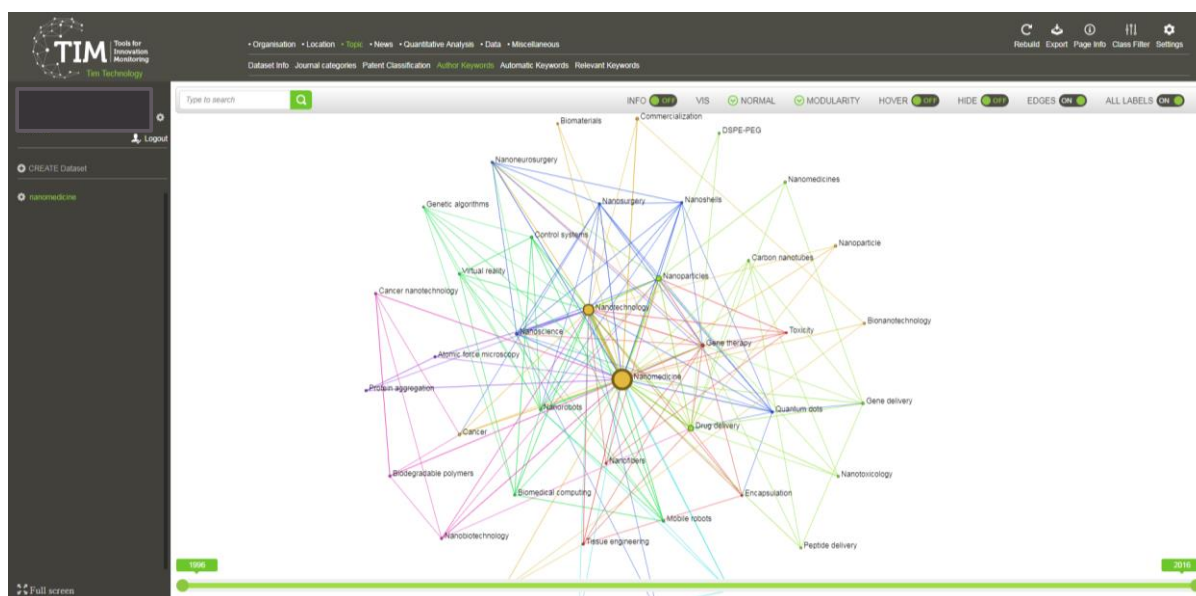 TIM
Tools for
Innovation
Monitoring
Tim Technology
• Organisation • Location • Topic • News • Quantitative Analysis • Data • Miscellaneous
Dataset Info Journal categories Patent Classification Author Keywords Automatic Keywords Relevant Keywords
Rebuild Export Page Info Class Filter Settings
Logout
CREATE Dataset
nanomedicine
Full screen
Type to search
INFO OFF VIS NORMAL MODULARITY HOVER OFF HIDE OFF EDGES ON ALL LABELS ON
Commercialization
Biomaterials
DSPE-PEG
Nanoneurosurgery
Nanomedicines
Nanosurgery
Nanoshells
Genetic algorithms
Control systems
Nanoparticle
Carbon nanotubes
Virtual reality
Nanoparticles
Cancer nanotechnology
Nanotechnology
Bionanotechnology
Nanoscience
Toxicity
Gene therapy
Atomic force microscopy
Nanomedicine
Protein aggregation
Gene delivery
Nanorobots
Quantum dots
Drug delivery
Cancer
Nanofibers
Biodegradable polymers
Nanotoxicology
Biomedical computing
Encapsulation
Mobile robots
Nanobiotechnology
Tissue engineering
Peptide delivery
1996
2016